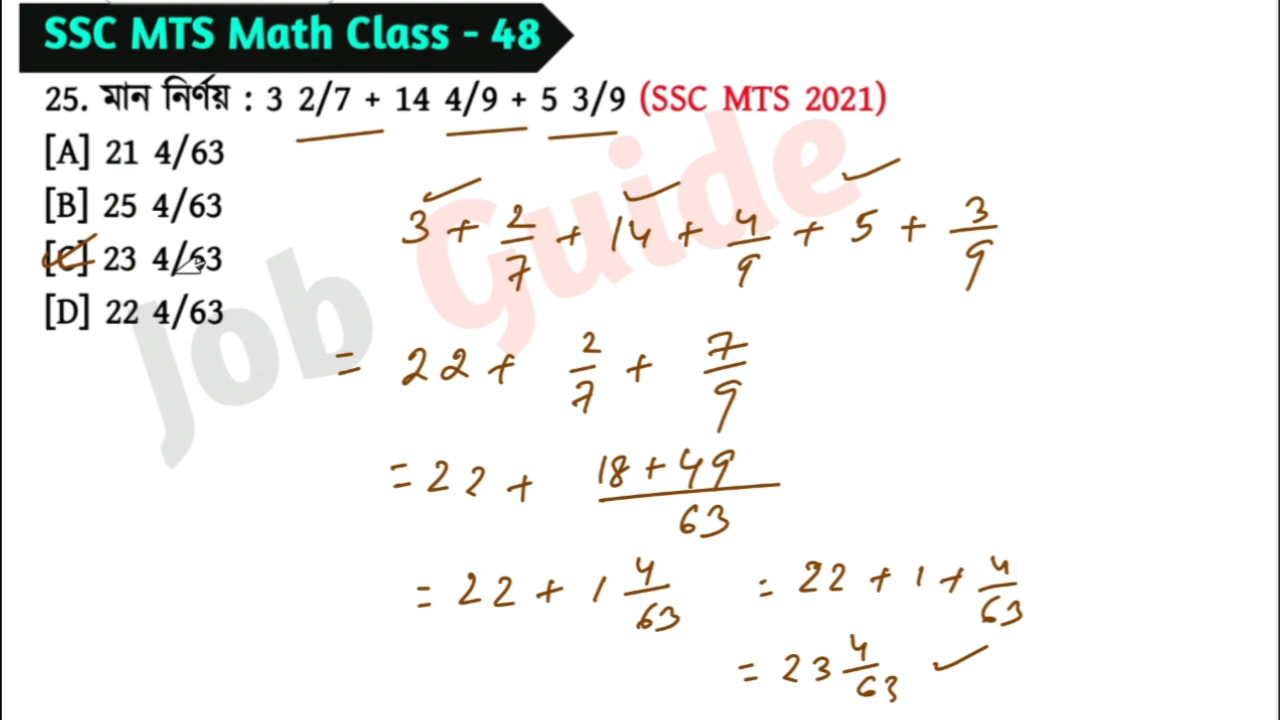 SSC MTS Math Class - 48
25. মান নির্ণয় : 3 2/7 + 14 4/9 + 5 3/9 (SSC MTS 2021)
[A] 21 4/63
[B] 25 4/63
[C] 23 4/63
[D] 22 4/63
Job Guide
3 + 2/7 + 14 + 4/9 + 5 + 3/9
= 22 + 2/7 + 7/9
= 22 + (18 + 49)/63
= 22 + 1 4/63 = 22 + 1 + 4/63
= 23 4/63